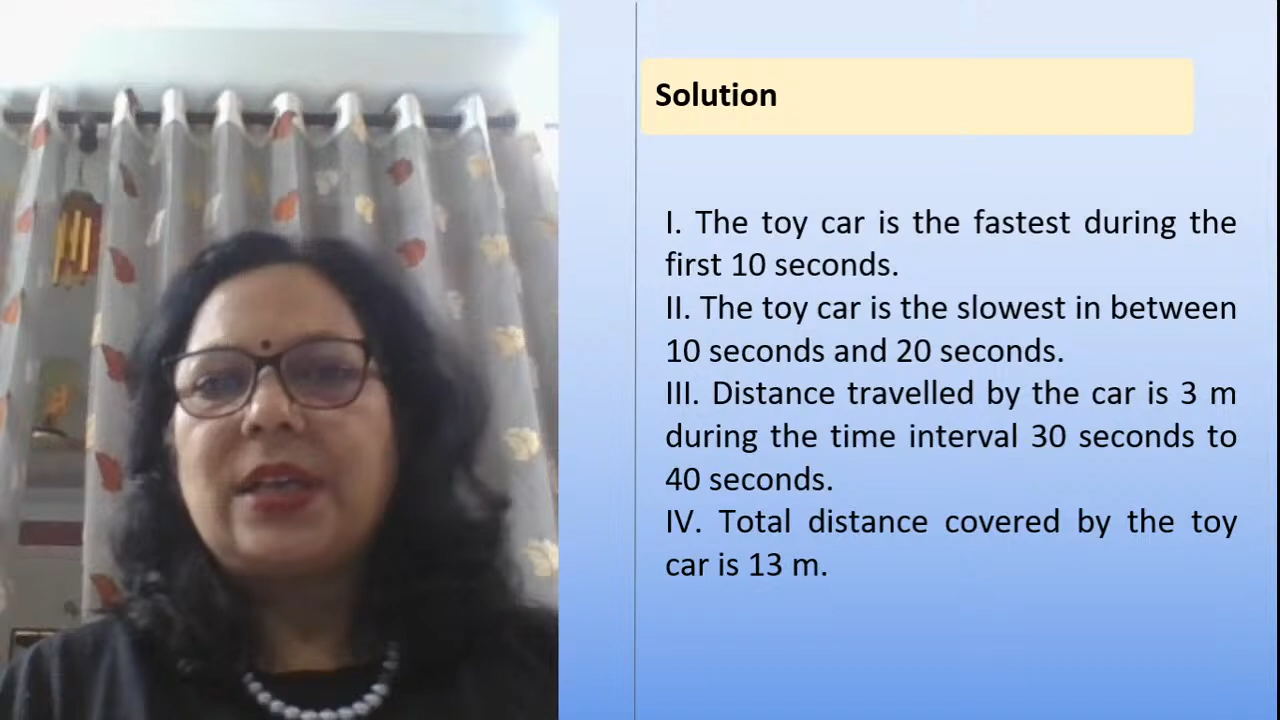 Solution
I. The toy car is the fastest during the
first 10 seconds.
II. The toy car is the slowest in between
10 seconds and 20 seconds.
III. Distance travelled by the car is 3 m
during the time interval 30 seconds to
40 seconds.
IV. Total distance covered by the toy
car is 13 m.